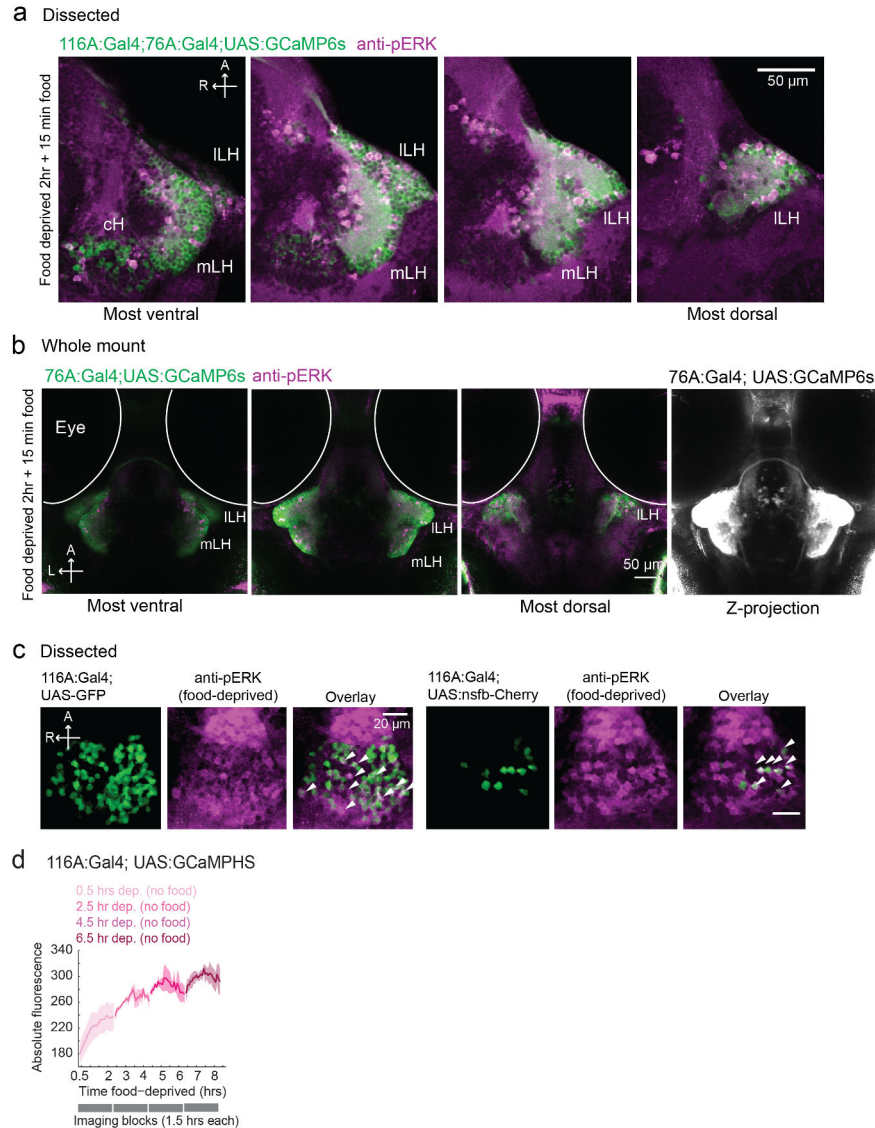 a Dissected
116A:Gal4;76A:Gal4;UAS:GCaMP6s anti-pERK
Food deprived 2hr + 15 min food
A
R
lLH
cH
mLH
lLH
mLH
lLH
mLH
50 µm
lLH
Most ventral
Most dorsal
b Whole mount
76A:Gal4;UAS:GCaMP6s anti-pERK
76A:Gal4; UAS:GCaMP6s
Food deprived 2hr + 15 min food
Eye
lLH
mLH
A
L
lLH
mLH
lLH
50 µm
Most ventral
Most dorsal
Z-projection
c Dissected
116A:Gal4;
UAS-GFP
anti-pERK
(food-deprived)
Overlay
116A:Gal4;
UAS:nsfb-Cherry
anti-pERK
(food-deprived)
Overlay
A
R
20 µm
d 116A:Gal4; UAS:GCaMPHS
0.5 hrs dep. (no food)
2.5 hr dep. (no food)
4.5 hr dep. (no food)
6.5 hr dep. (no food)
Absolute fluorescence
340
300
260
220
180
0.5 2 3 4 5 6 7 8
Time food-deprived (hrs)
Imaging blocks (1.5 hrs each)